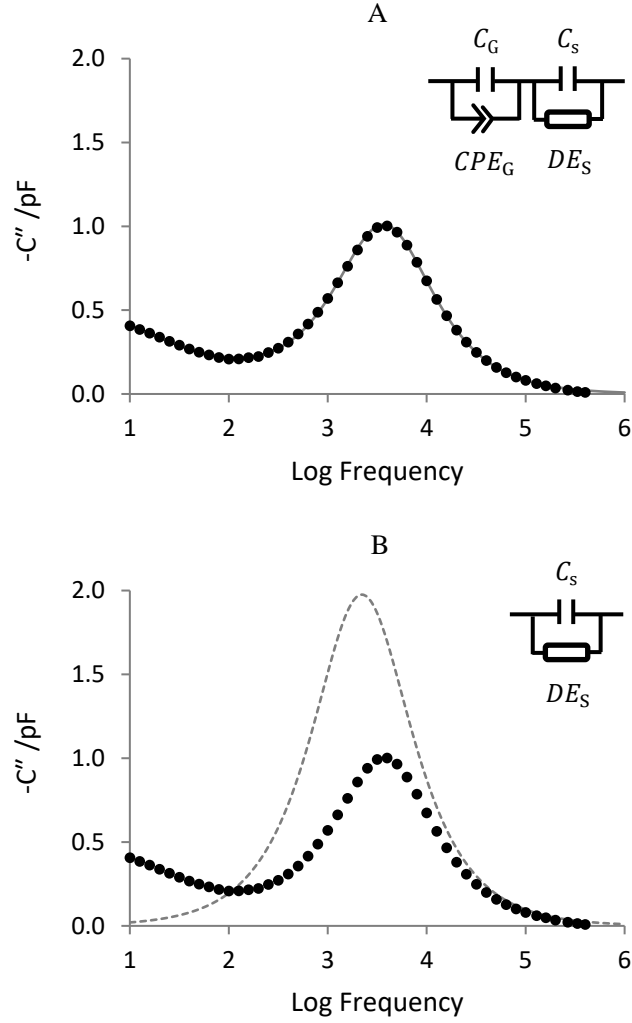 A
C_G C_s
2.0
1.5
1.0
0.5
0.0
-C″ /pF
CPE_G DE_S
1 2 3 4 5 6
Log Frequency
B
C_s
2.0
1.5
1.0
0.5
0.0
-C″ /pF
DE_S
1 2 3 4 5 6
Log Frequency